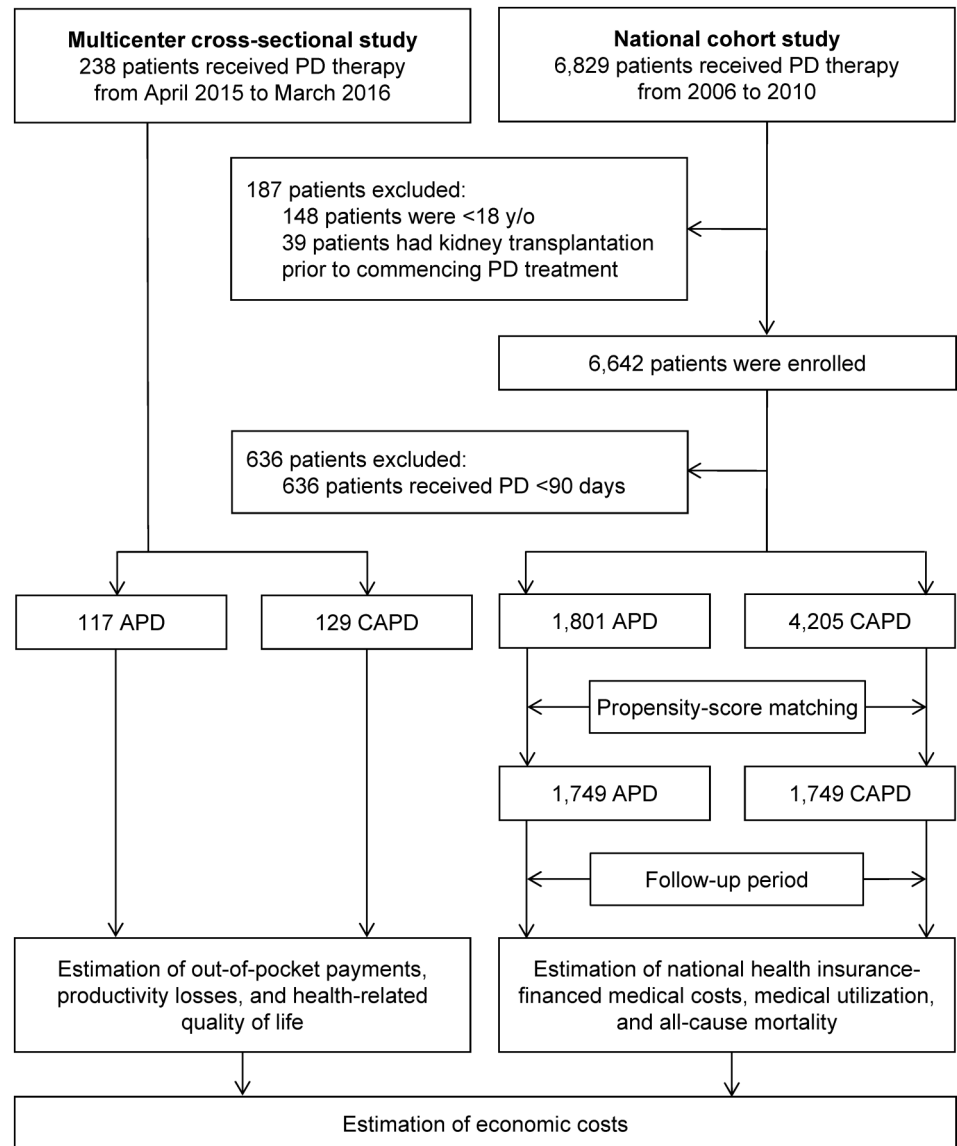 Multicenter cross-sectional study
238 patients received PD therapy
from April 2015 to March 2016
National cohort study
6,829 patients received PD therapy
from 2006 to 2010
187 patients excluded:
148 patients were <18 y/o
39 patients had kidney transplantation
prior to commencing PD treatment
6,642 patients were enrolled
636 patients excluded:
636 patients received PD <90 days
117 APD
129 CAPD
1,801 APD
4,205 CAPD
Propensity-score matching
1,749 APD
1,749 CAPD
Follow-up period
Estimation of out-of-pocket payments,
productivity losses, and health-related
quality of life
Estimation of national health insurance-
financed medical costs, medical utilization,
and all-cause mortality
Estimation of economic costs